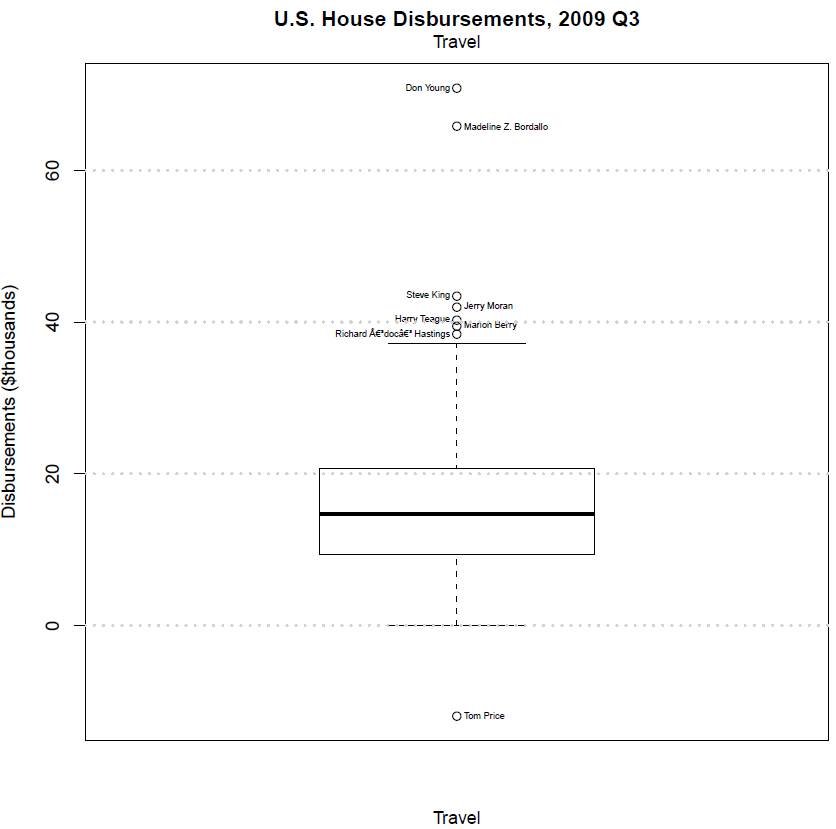 U.S. House Disbursements, 2009 Q3
Travel
Don Young
Madeline Z. Bordallo
60
Steve King
Jerry Moran
Harry Teague
40
Marion Berry
Richard Ââ€*docâ€* Hastings
Disbursements ($thousands)
20
0
Tom Price
Travel